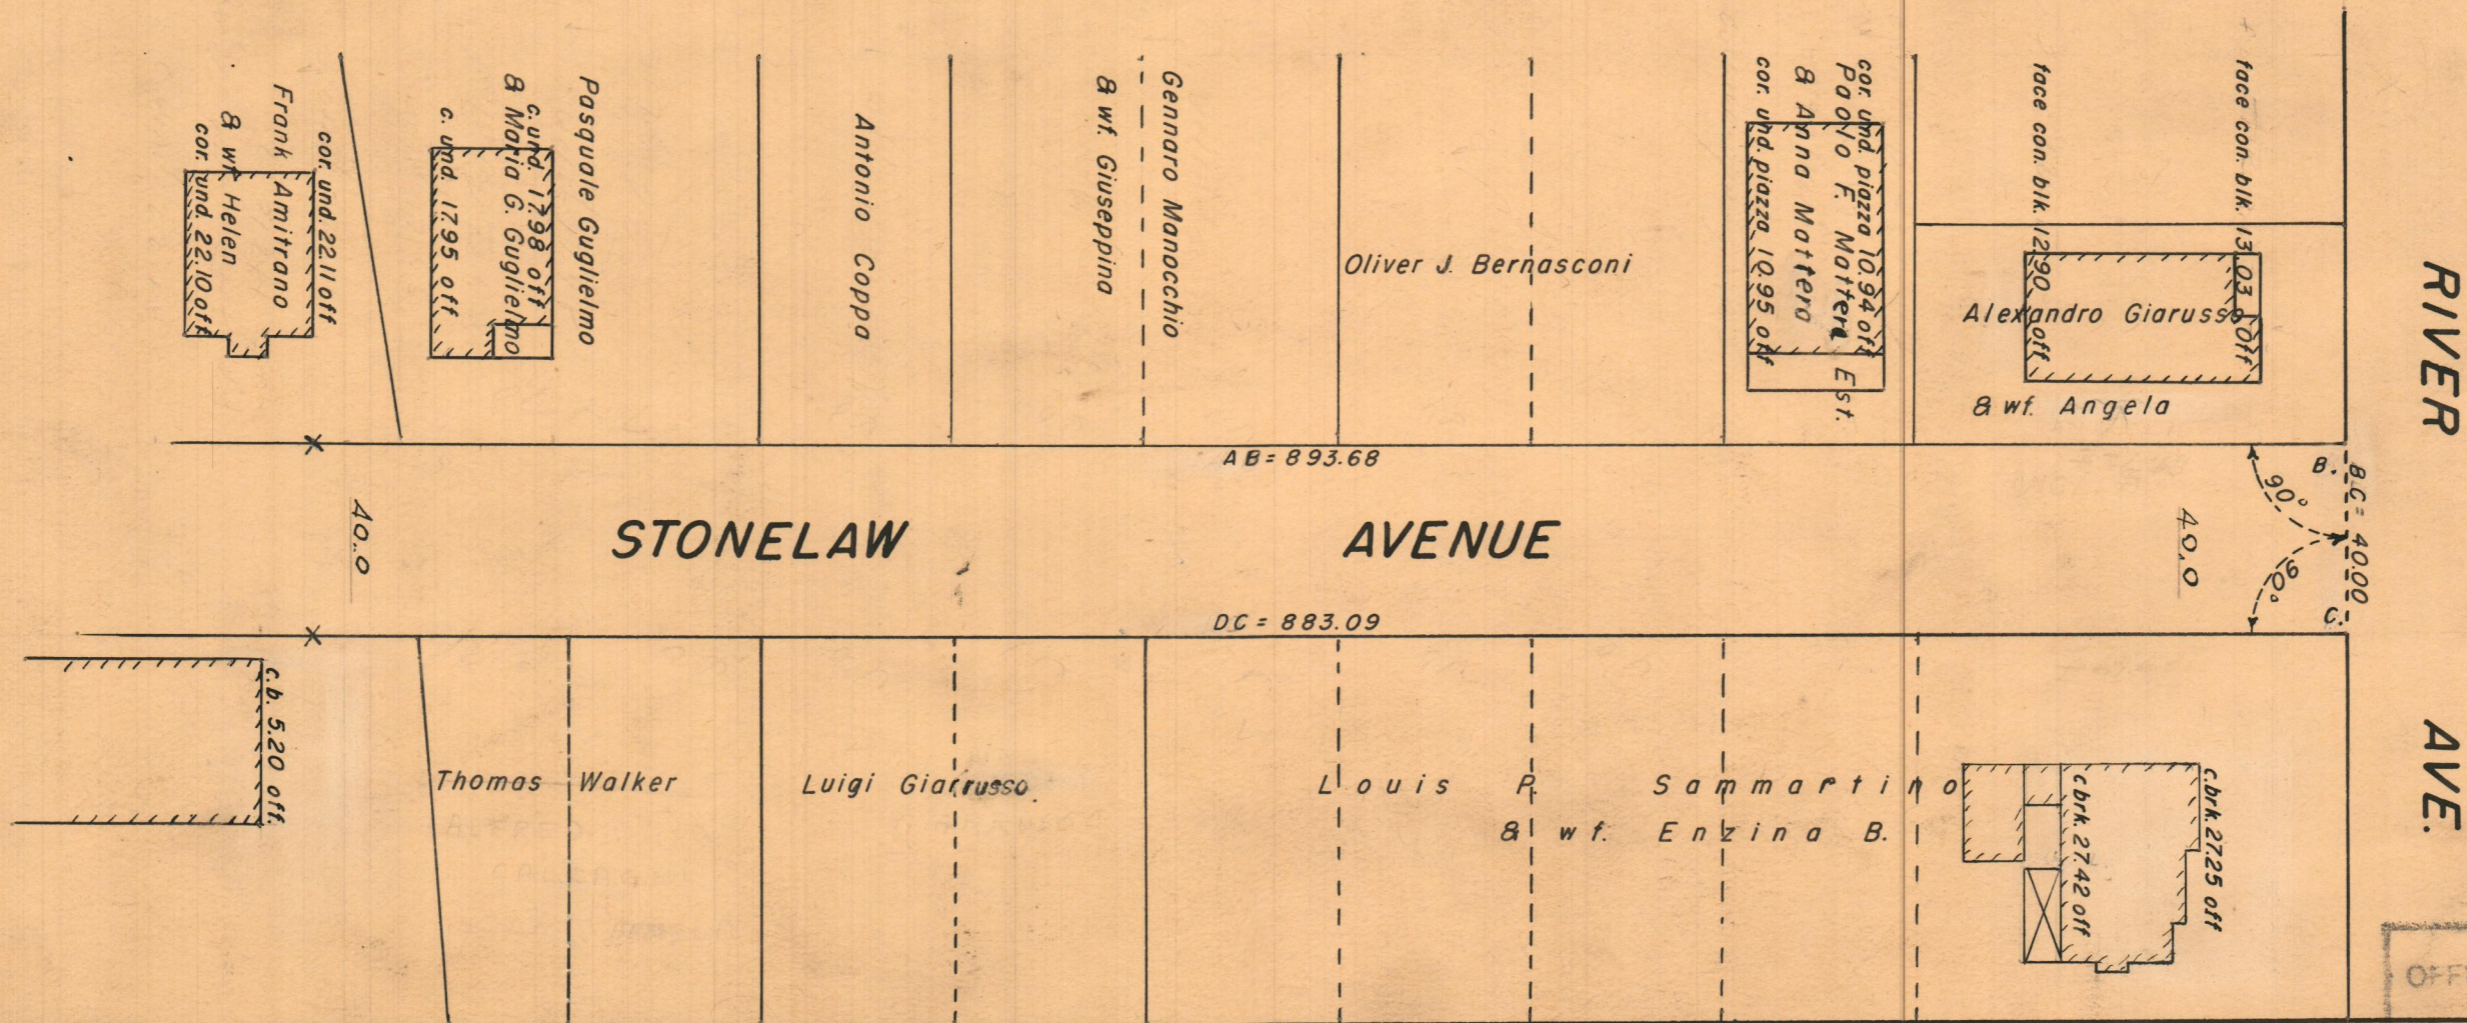 cor. und. 22.11 off
Frank Amitrano
& wf. Helen
cor. und. 22.10 off
Pasquale Guglielmo
c. und. 17.98 off
& Maria G. Guglielmo
c. und. 17.95 off
Antonio Coppa
Gennaro Manocchio
& wf. Giuseppina
Oliver J. Bernasconi
cor. und. piazza 10.94 off
Paolo F. Mattera Est.
& Anna Mattera
cor. und. piazza 10.95 off
face con. blk. 13.03 off
face con. blk. 12.90 off
Alexandro Giarusso
& wf. Angela
RIVER AVE.
AB = 893.68
B.
BC = 40.00
90°
90°
C.
40.0
STONELAW AVENUE
40.0
DC = 883.09
c.b. 5.20 off.
Thomas Walker
Luigi Giarrusso
Louis P. Sammartino
& wf. Enzina B.
c.brk. 27.25 off
c.brk. 27.42 off